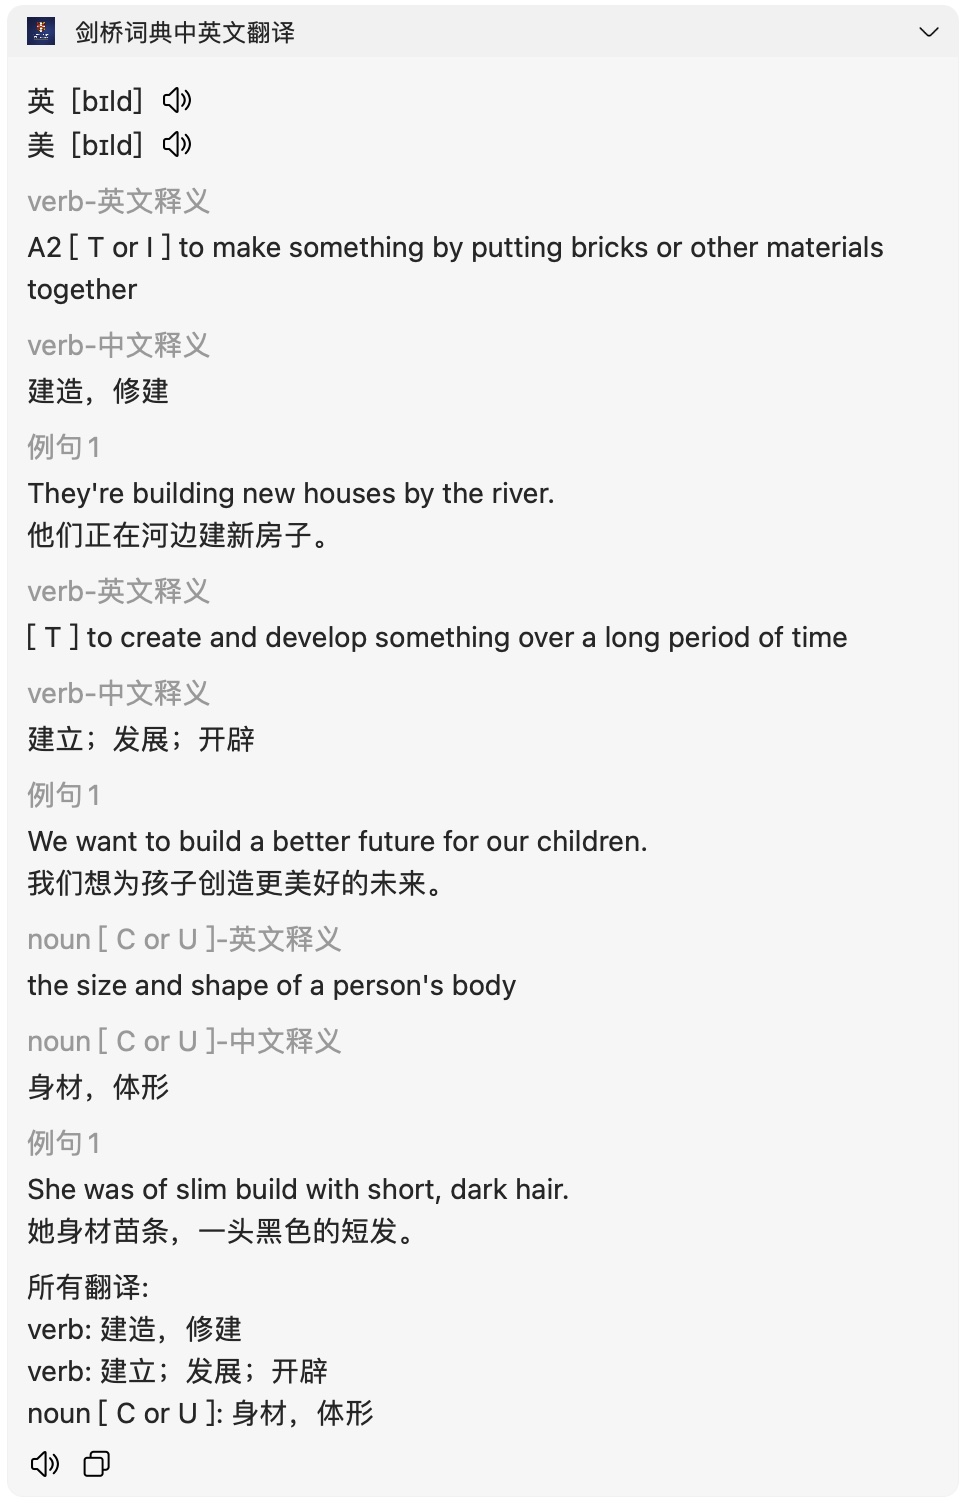 剑桥词典中英文翻译
英 [bɪld]
美 [bɪld]
verb-英文释义
A2 [ T or I ] to make something by putting bricks or other materials
together
verb-中文释义
建造，修建
例句1
They're building new houses by the river.
他们正在河边建新房子。
verb-英文释义
[ T ] to create and develop something over a long period of time
verb-中文释义
建立；发展；开辟
例句1
We want to build a better future for our children.
我们想为孩子创造更美好的未来。
noun [ C or U ]-英文释义
the size and shape of a person's body
noun [ C or U ]-中文释义
身材，体形
例句1
She was of slim build with short, dark hair.
她身材苗条，一头黑色的短发。
所有翻译:
verb: 建造，修建
verb: 建立；发展；开辟
noun [ C or U ]: 身材，体形